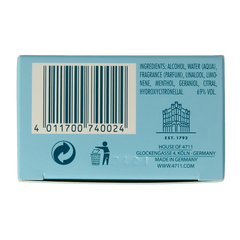 INGREDIENTS: ALCOHOL, WATER (AQUA),
FRAGRANCE (PARFUM), LINALOOL, LIMO-
NENE, MENTHOL, GERANIOL, CITRAL,
HYDROXYCITRONELLAL 69% VOL.
4 011700 740024
EST. 1792
HOUSE OF 4711
GLOCKENGASSE 4, KÖLN - GERMANY
MADE IN GERMANY
WWW.4711.COM